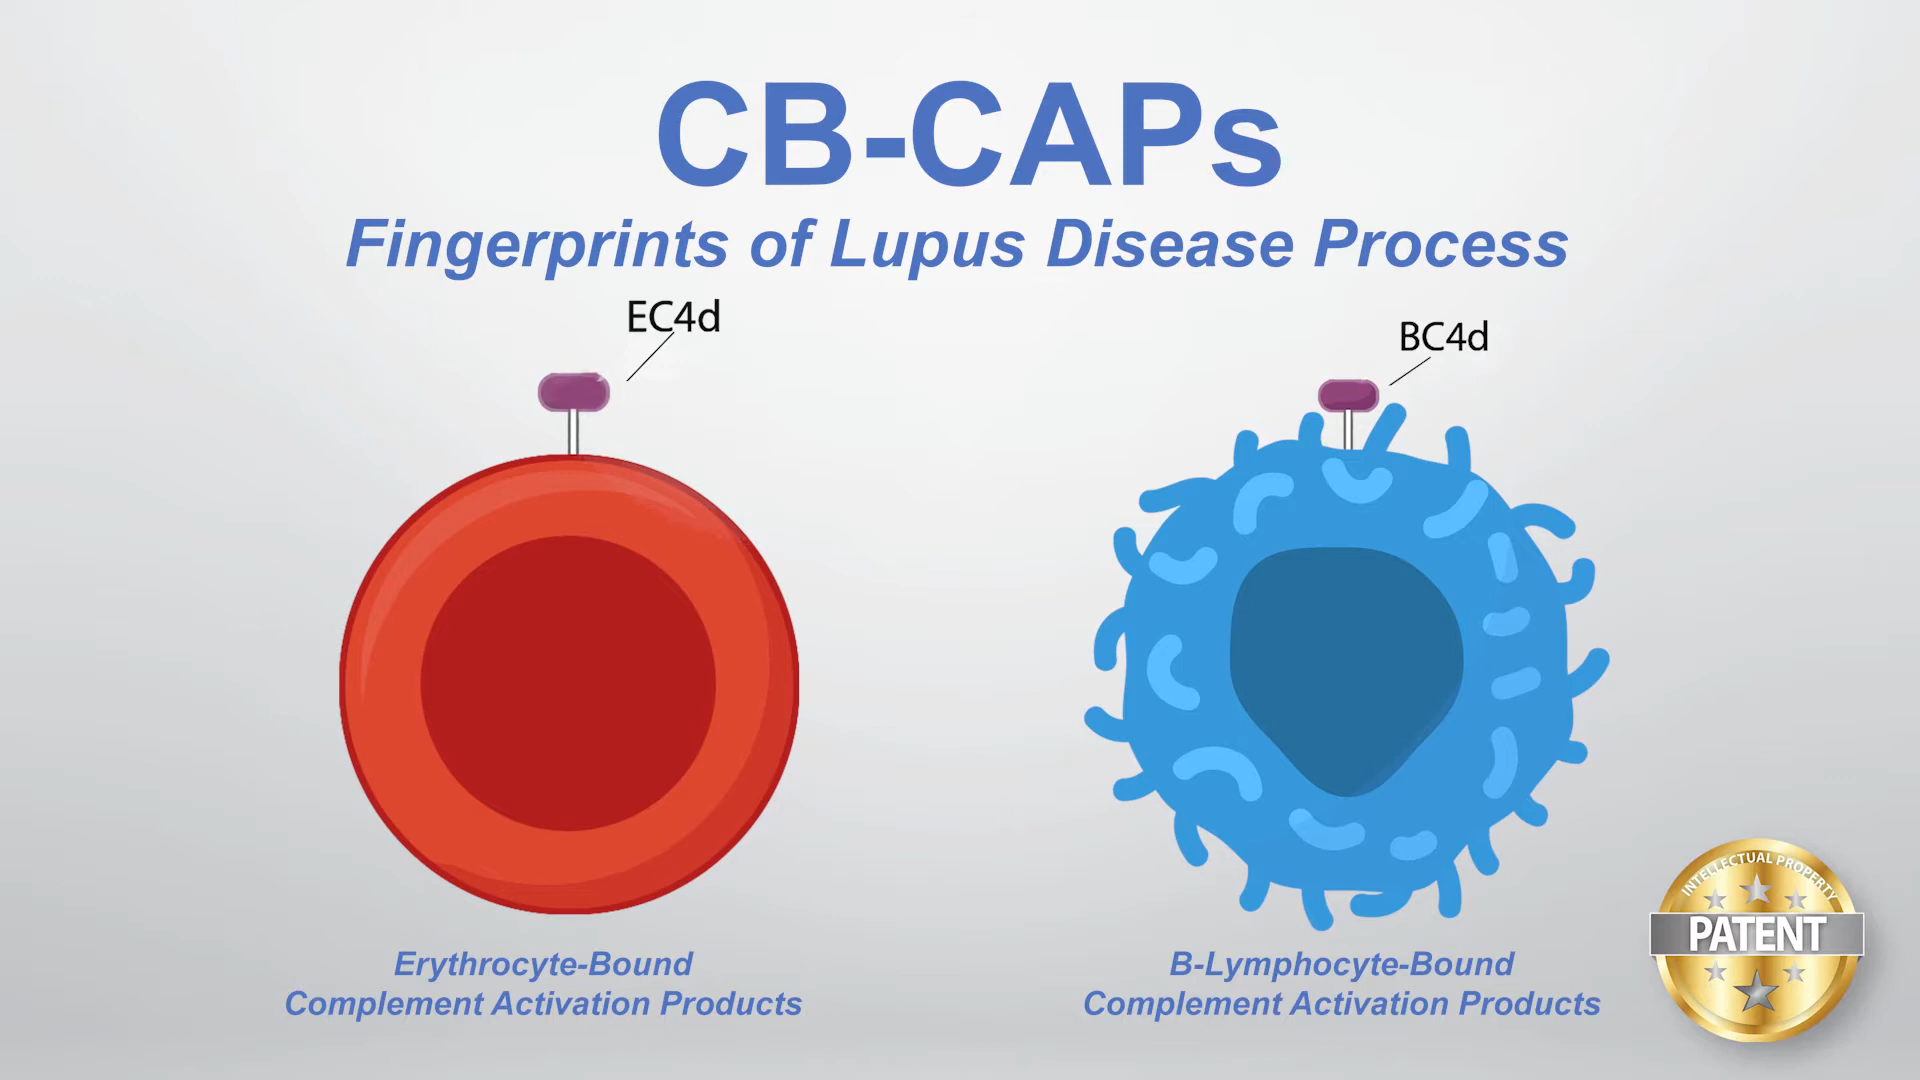 CB-CAPs
Fingerprints of Lupus Disease Process
EC4d
BC4d
Erythrocyte-Bound
Complement Activation Products
B-Lymphocyte-Bound
Complement Activation Products
INTELLECTUAL PROPERTY
PATENT